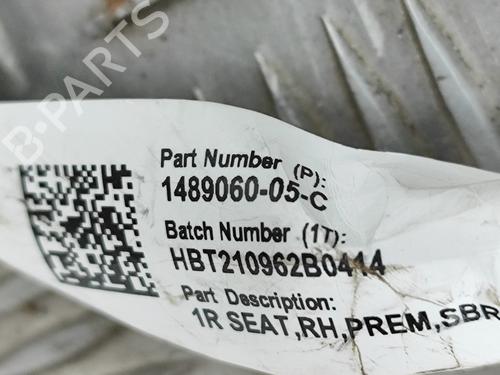 B-PARTS
Part Number (P):
1489060-05-C
Batch Number (1T):
HBT210962B0414
Part Description:
1R SEAT,RH,PREM,SBR